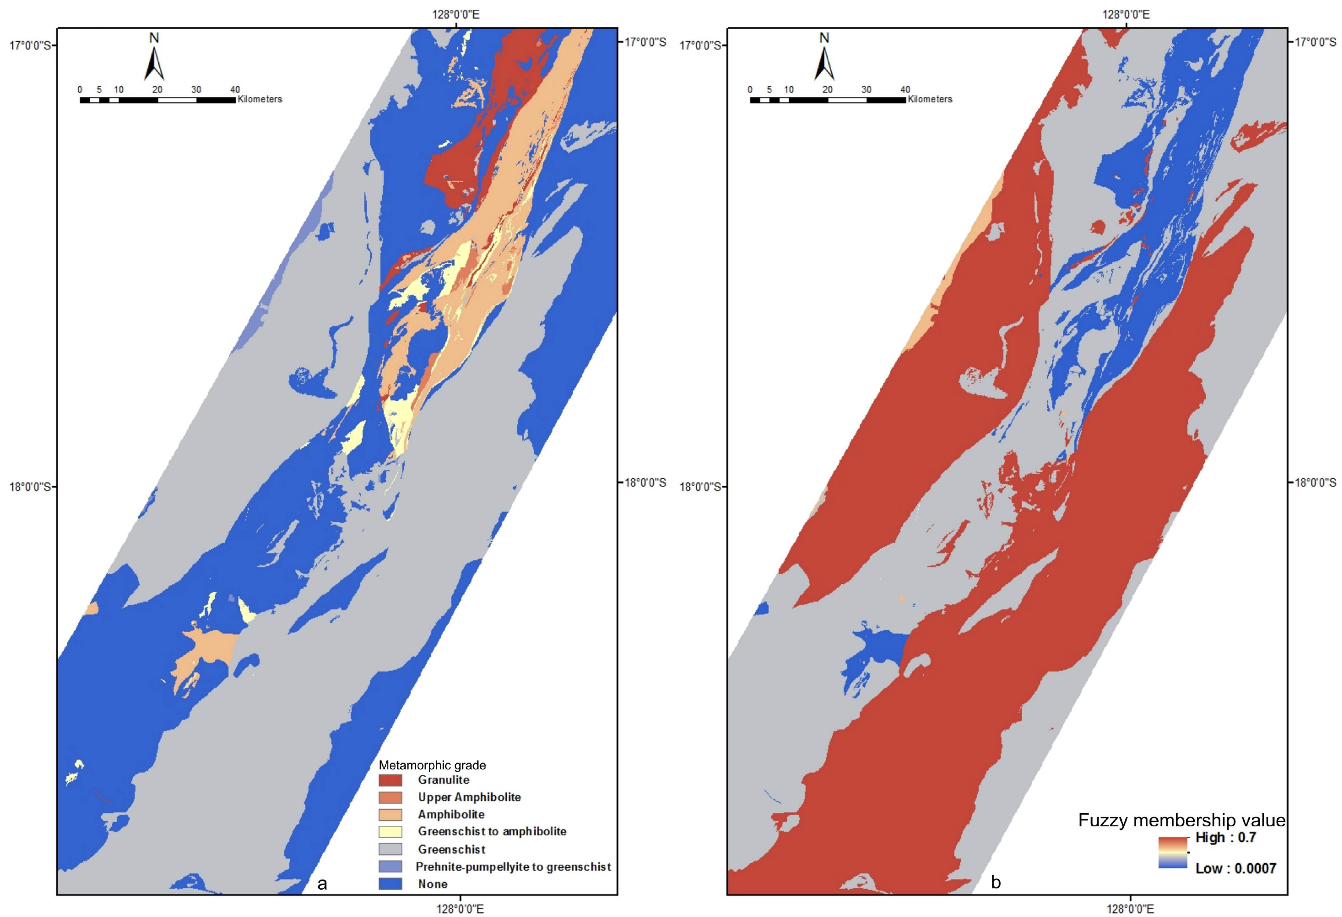 128°0'0"E
17°0'0"S
17°0'0"S
N
0 5 10 20 30 40
Kilometers
18°0'0"S
18°0'0"S
Metamorphic grade
Granulite
Upper Amphibolite
Amphibolite
Greenschist to amphibolite
Greenschist
Prehnite-pumpellyite to greenschist
None
a
128°0'0"E
128°0'0"E
17°0'0"S
17°0'0"S
N
0 5 10 20 30 40
Kilometers
18°0'0"S
18°0'0"S
Fuzzy membership value
High : 0.7
Low : 0.0007
b
128°0'0"E